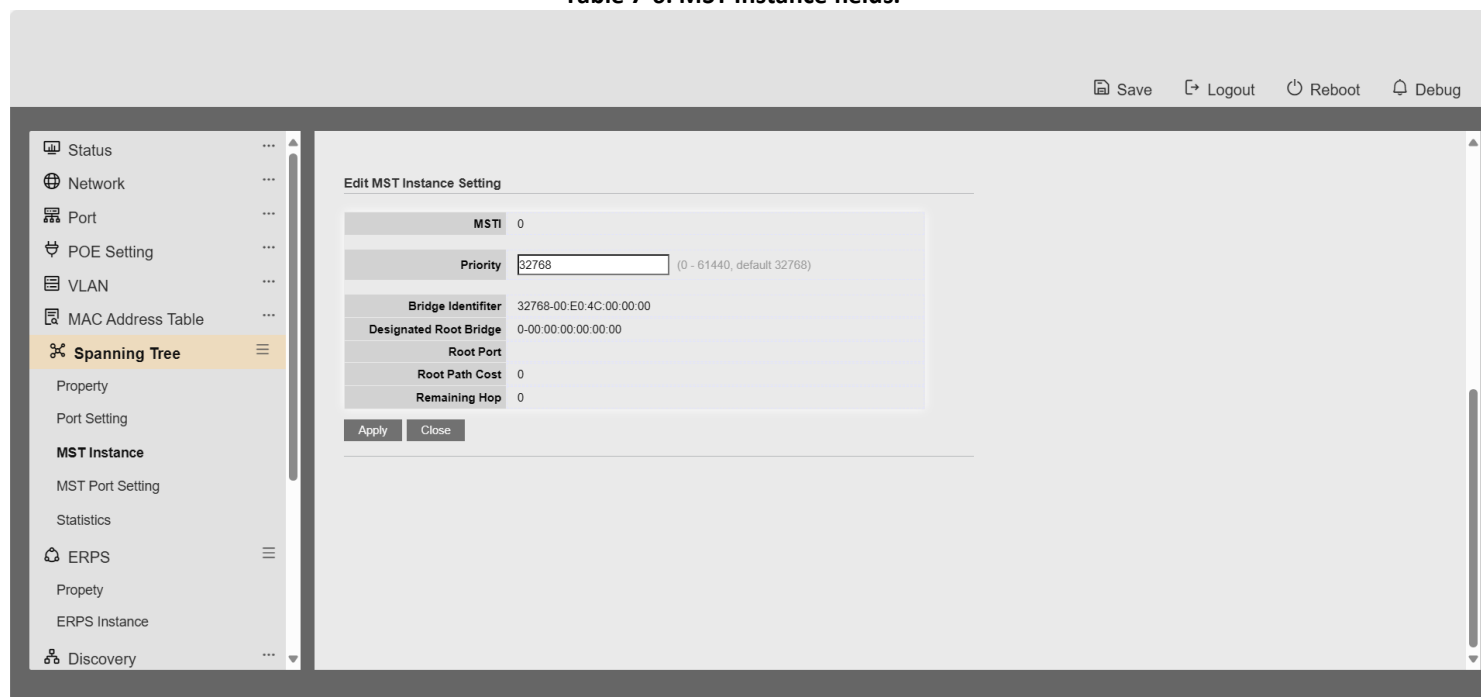 Save Logout Reboot Debug
Status
Network
Port
POE Setting
VLAN
MAC Address Table
Spanning Tree
Property
Port Setting
MST Instance
MST Port Setting
Statistics
ERPS
Propety
ERPS Instance
Discovery
Edit MST Instance Setting
MSTI 0
Priority 32768 (0 - 61440, default 32768)
Bridge Identifiter 32768-00:E0:4C:00:00:00
Designated Root Bridge 0-00:00:00:00:00:00
Root Port
Root Path Cost 0
Remaining Hop 0
Apply Close